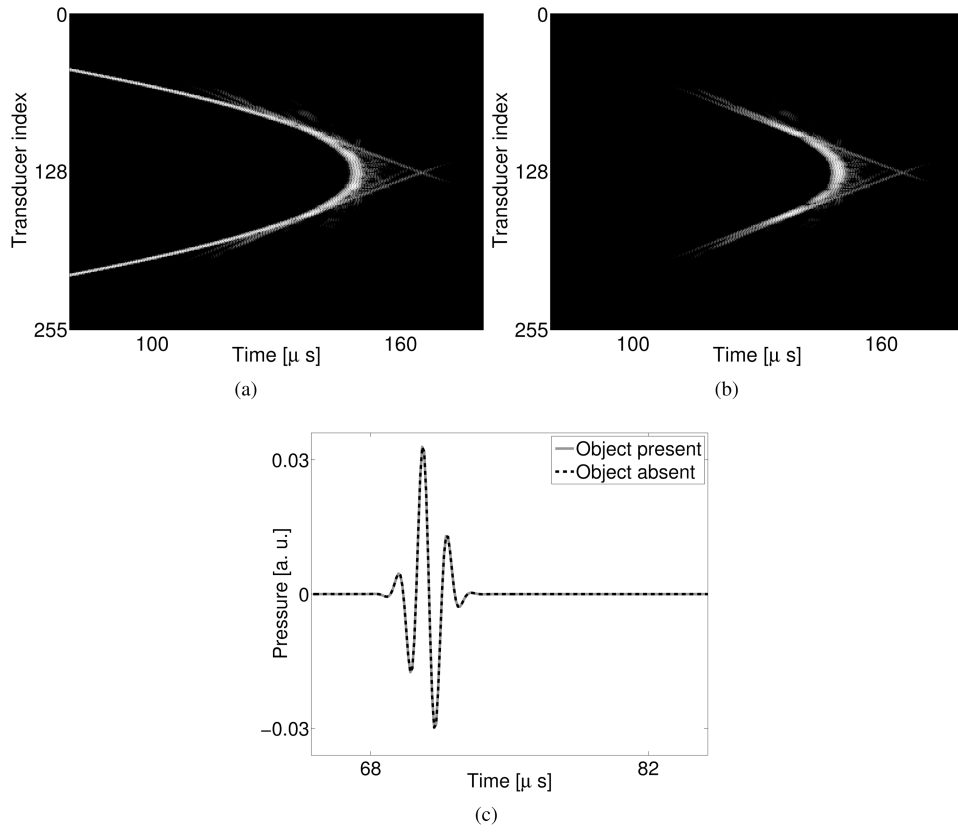 0
128
255
Transducer index
100
160
Time [μ s]
(a)
0
128
255
Transducer index
100
160
Time [μ s]
(b)
Object present
Object absent
0.03
0
−0.03
Pressure [a. u.]
68
82
Time [μ s]
(c)